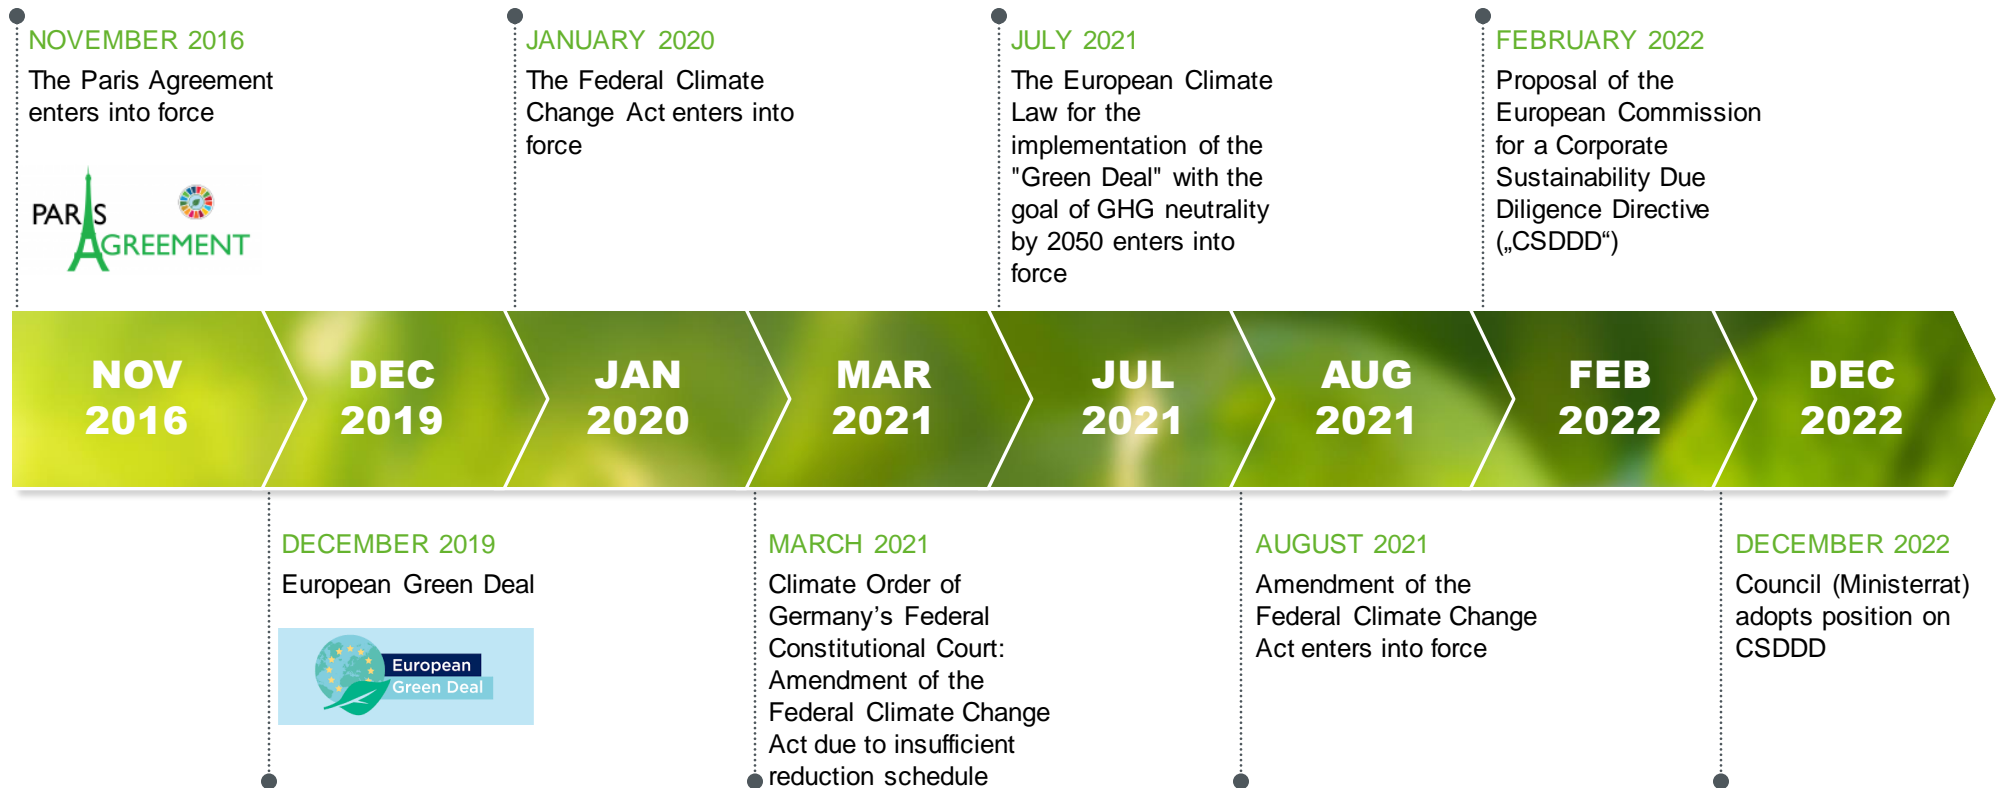 NOVEMBER 2016
The Paris Agreement
enters into force
PARIS
AGREEMENT
JANUARY 2020
The Federal Climate
Change Act enters into
force
JULY 2021
The European Climate
Law for the
implementation of the
"Green Deal" with the
goal of GHG neutrality
by 2050 enters into
force
FEBRUARY 2022
Proposal of the
European Commission
for a Corporate
Sustainability Due
Diligence Directive
(„CSDDD“)
NOV
2016
DEC
2019
JAN
2020
MAR
2021
JUL
2021
AUG
2021
FEB
2022
DEC
2022
DECEMBER 2019
European Green Deal
European
Green Deal
MARCH 2021
Climate Order of
Germany’s Federal
Constitutional Court:
Amendment of the
Federal Climate Change
Act due to insufficient
reduction schedule
AUGUST 2021
Amendment of the
Federal Climate Change
Act enters into force
DECEMBER 2022
Council (Ministerrat)
adopts position on
CSDDD